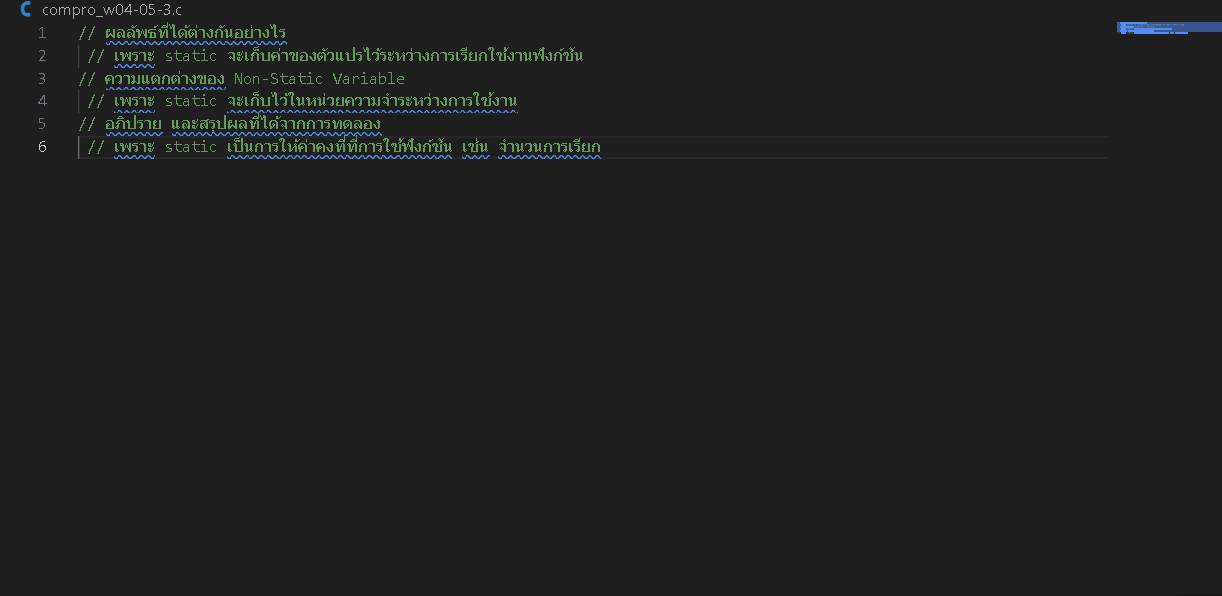 compro_w04-05-3.c
1 // ผลลัพธ์ที่ได้ต่างกันอย่างไร
2 // เพราะ static จะเก็บค่าของตัวแปรไว้ระหว่างการเรียกใช้งานฟังก์ชัน
3 // ความแตกต่างของ Non-Static Variable
4 // เพราะ static จะเก็บไว้ในหน่วยความจำระหว่างการใช้งาน
5 // อภิปราย และสรุปผลที่ได้จากการทดลอง
6 // เพราะ static เป็นการให้ค่าคงที่ที่การใช้ฟังก์ชัน เช่น จำนวนการเรียก